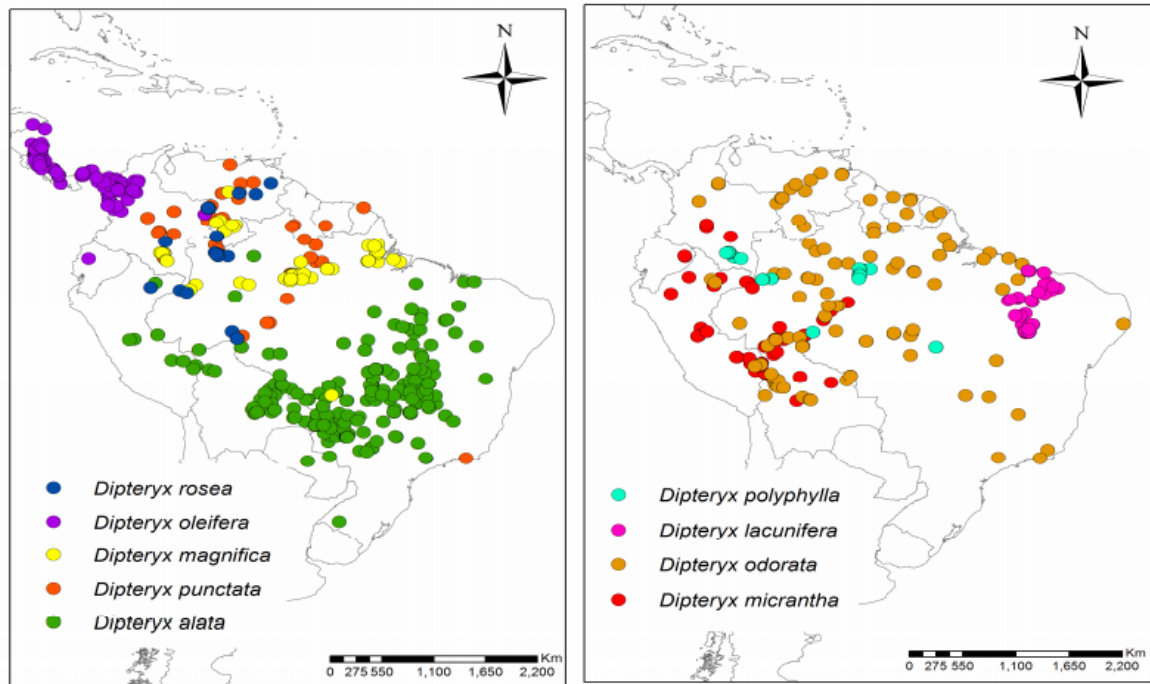 N
Dipteryx rosea
Dipteryx oleifera
Dipteryx magnifica
Dipteryx punctata
Dipteryx alata
Km
0 275 550 1,100 1,650 2,200
N
Dipteryx polyphylla
Dipteryx lacunifera
Dipteryx odorata
Dipteryx micrantha
Km
0 275 550 1,100 1,650 2,200